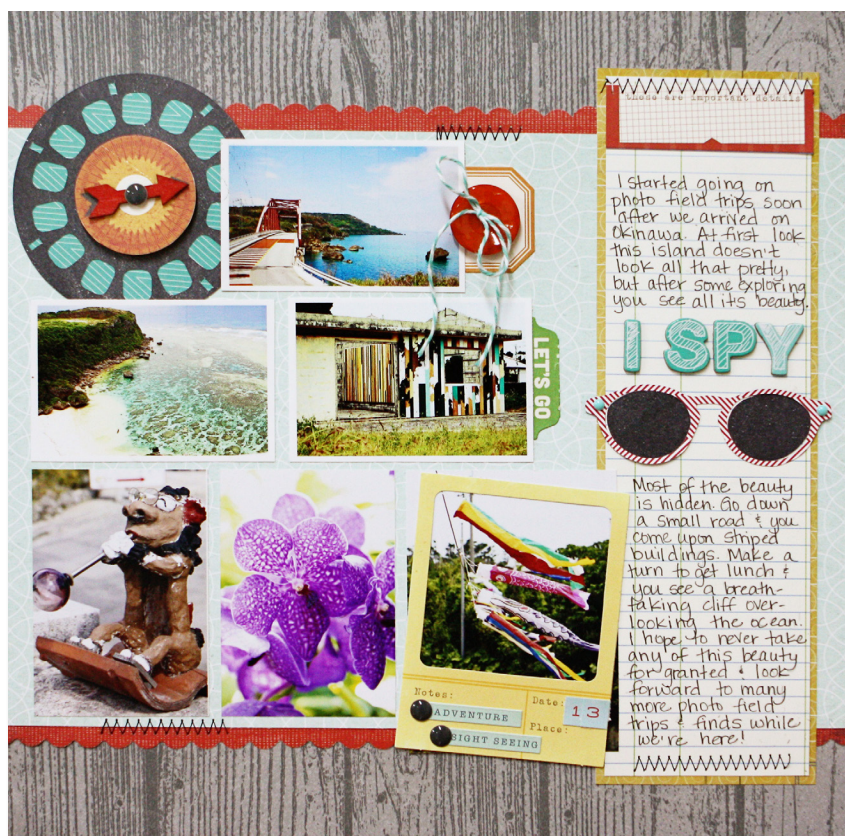 these are important details
I started going on
photo field trips soon
after we arrived on
Okinawa. At first look
this island doesn't
look all that pretty,
but after some exploring
you see all its beauty.
I SPY
LET'S GO
Most of the beauty
is hidden. Go down
a small road & you
come upon striped
buildings. Make a
turn to get lunch &
you see a breath-
taking cliff over-
looking the ocean.
I hope to never take
any of this beauty
for granted & look
forward to many
more photo field
trips & finds while
we're here!
Notes:
ADVENTURE
SIGHT SEEING
Date:
13
Place: